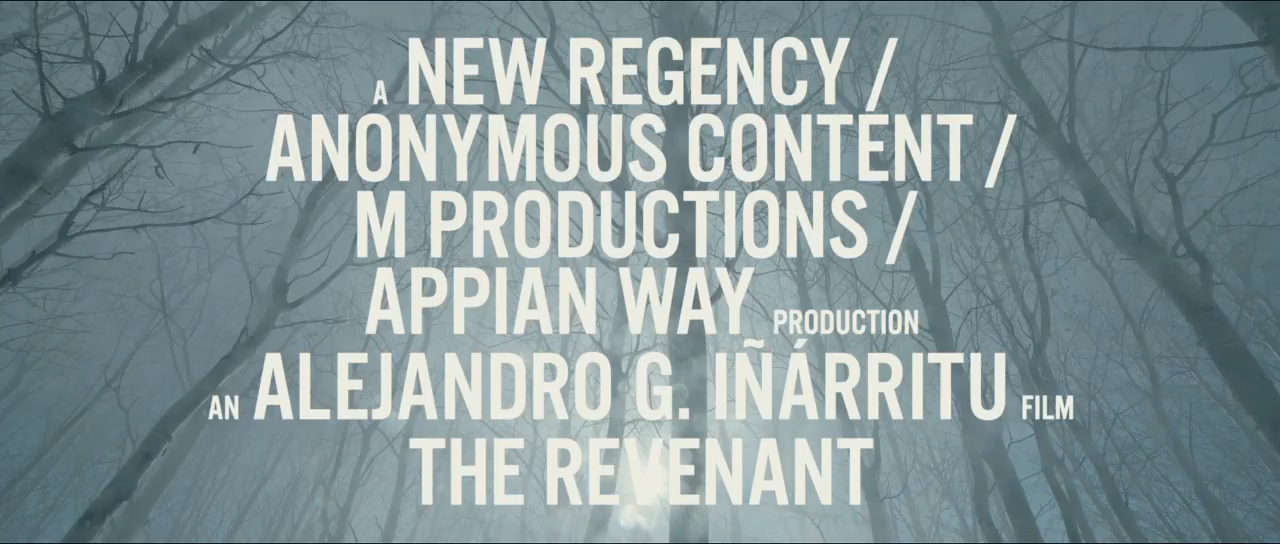 A NEW REGENCY /
ANONYMOUS CONTENT /
M PRODUCTIONS /
APPIAN WAY PRODUCTION
AN ALEJANDRO G. IÑÁRRITU FILM
THE REVENANT